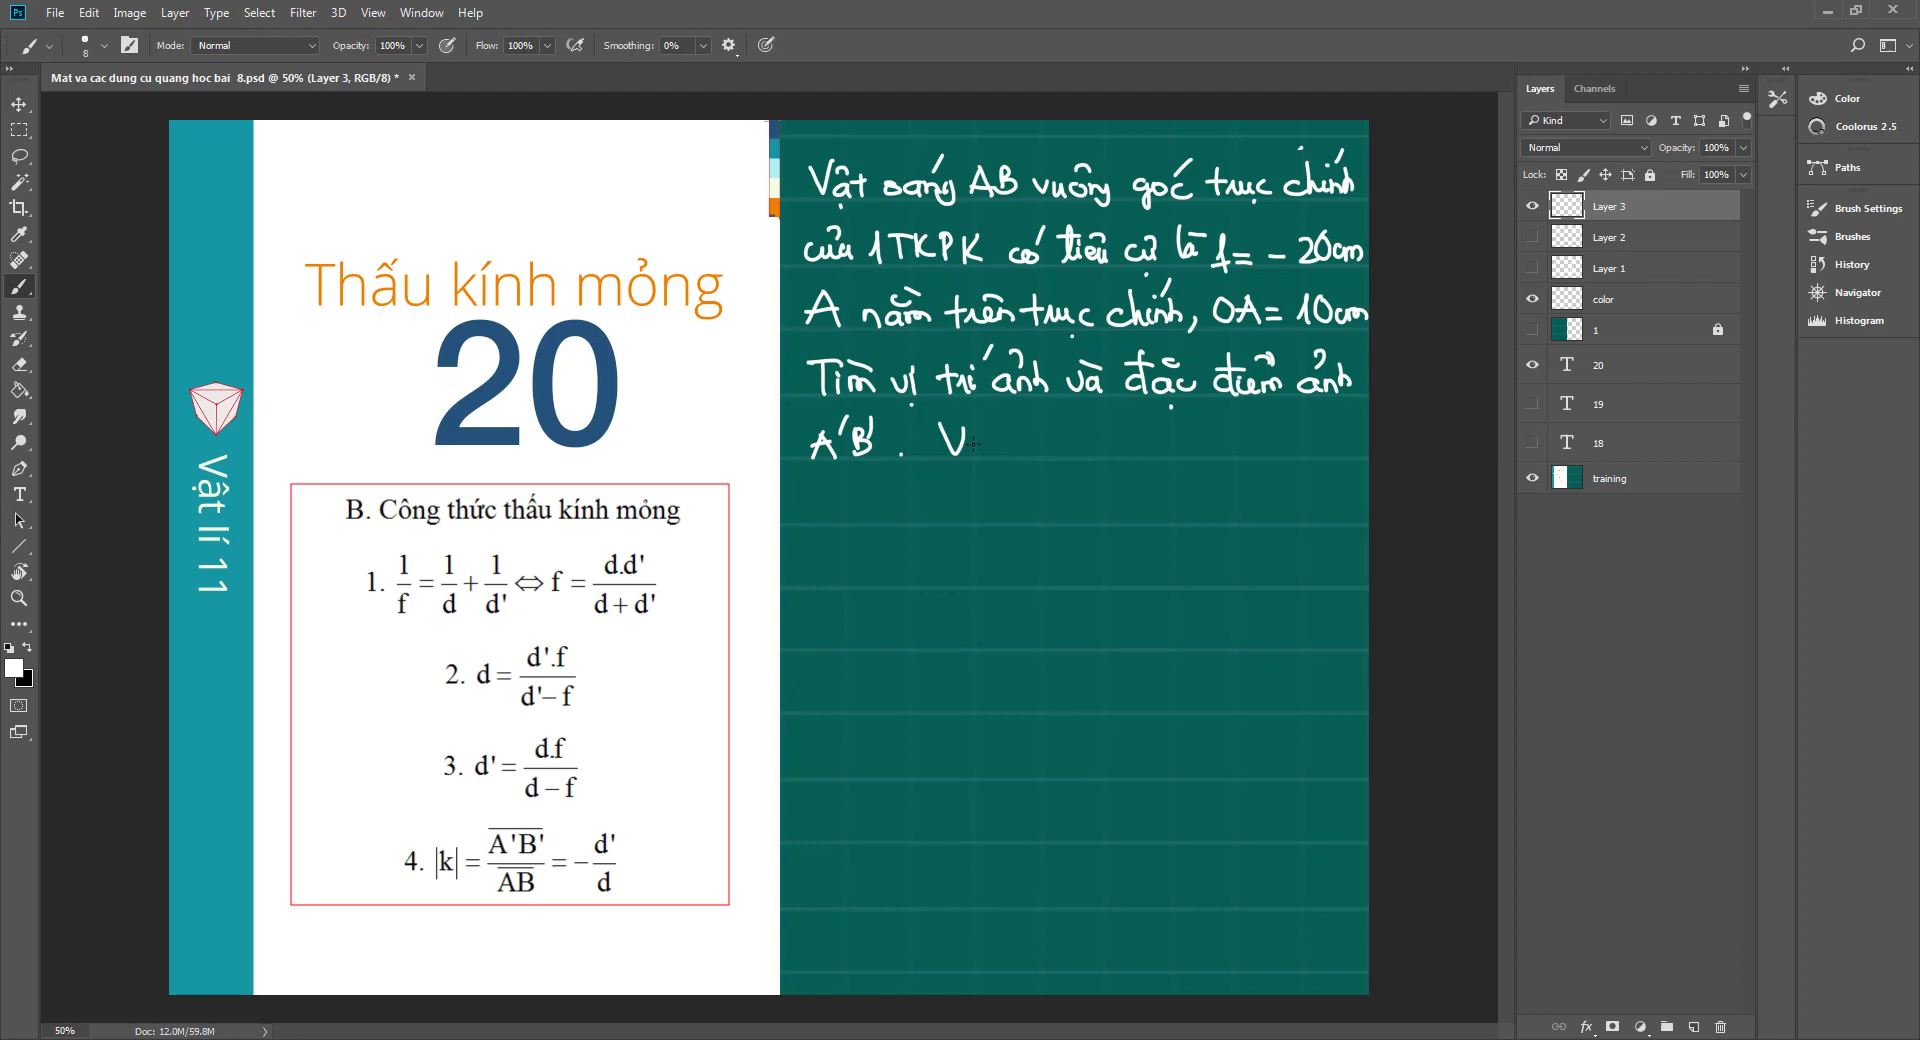 Ps File Edit Image Layer Type Select Filter 3D View Window Help
8 Mode: Normal Opacity: 100% Flow: 100% Smoothing: 0%
Mat va cac dung cu quang hoc bai 8.psd @ 50% (Layer 3, RGB/8) * ×
Vật lí 11
Thấu kính mỏng
20
B. Công thức thấu kính mỏng
1. 1/f = 1/d + 1/d' ⇔ f = d.d'/(d + d')
2. d = d'.f/(d' – f)
3. d' = d.f/(d – f)
4. |k| = A'B'/AB = – d'/d
Vật sáng AB vuông góc trục chính
của 1TKPK có tiêu cự là f = – 20cm
A nằm trên trục chính, OA = 10cm
Tìm vị trí ảnh và đặc điểm ảnh
A'B' . V
Layers Channels
Kind
Normal Opacity: 100%
Lock: Fill: 100%
Layer 3
Layer 2
Layer 1
color
1
T 20
T 19
T 18
training
fx
Color
Coolorus 2.5
Paths
Brush Settings
Brushes
History
Navigator
Histogram
50% Doc: 12.0M/59.8M